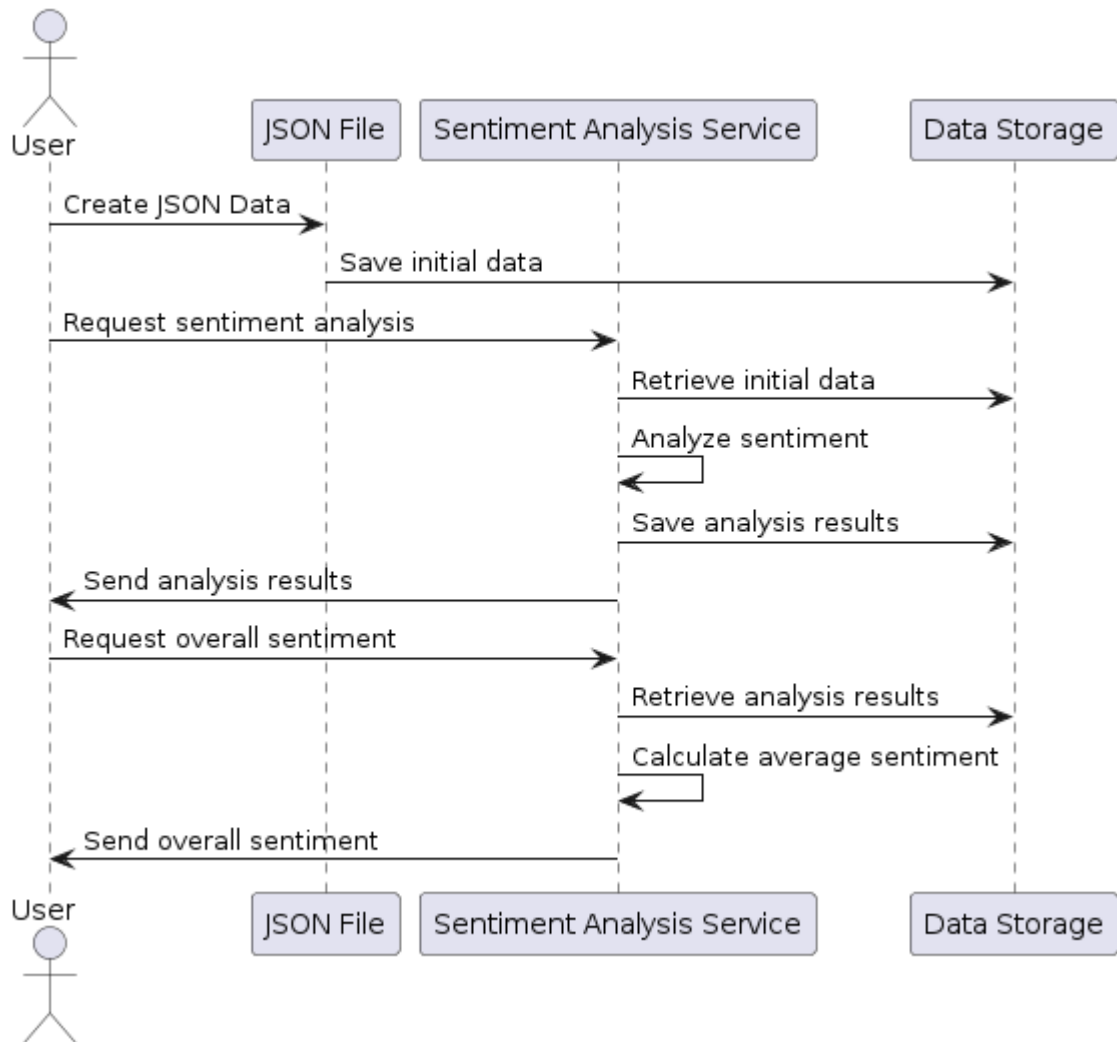 User
JSON File
Sentiment Analysis Service
Data Storage
Create JSON Data
Save initial data
Request sentiment analysis
Retrieve initial data
Analyze sentiment
Save analysis results
Send analysis results
Request overall sentiment
Retrieve analysis results
Calculate average sentiment
Send overall sentiment
User
JSON File
Sentiment Analysis Service
Data Storage